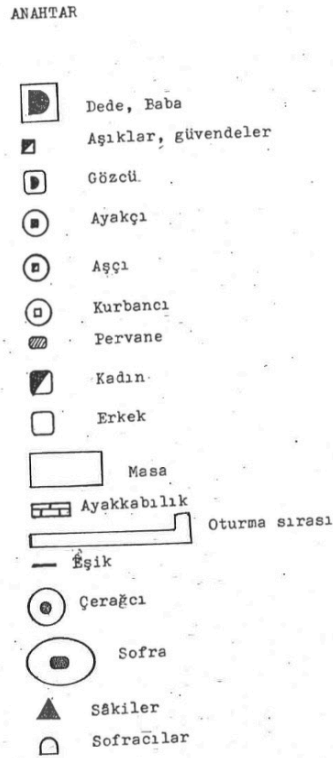 ANAHTAR
Dede, Baba
Aşıklar, güvendeler
Gözcü
Ayakçı
Aşçı
Kurbancı
Pervane
Kadın
Erkek
Masa
Ayakkabılık
Oturma sırası
Eşik
Çerağcı
Sofra
Sâkiler
Sofracılar